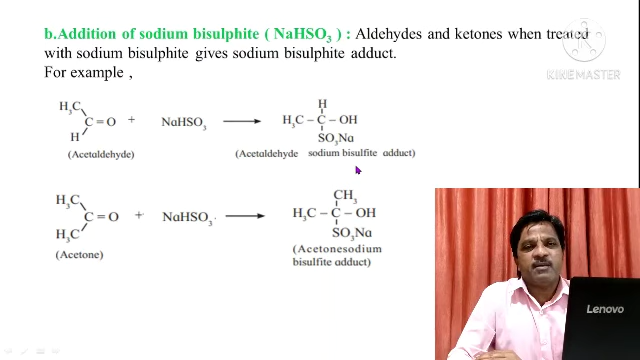 b.Addition of sodium bisulphite ( NaHSO3 ) : Aldehydes and ketones when treated
with sodium bisulphite gives sodium bisulphite adduct.
For example ,
H3C
C = O + NaHSO3
H
(Acetaldehyde)
H
H3C – C – OH
SO3Na
(Acetaldehyde sodium bisulfite adduct)
H3C
C = O + NaHSO3.
H3C
(Acetone)
CH3
H3C – C – OH
SO3Na
(Acetonesodium
bisulfite adduct)
KINEMASTER
Lenovo